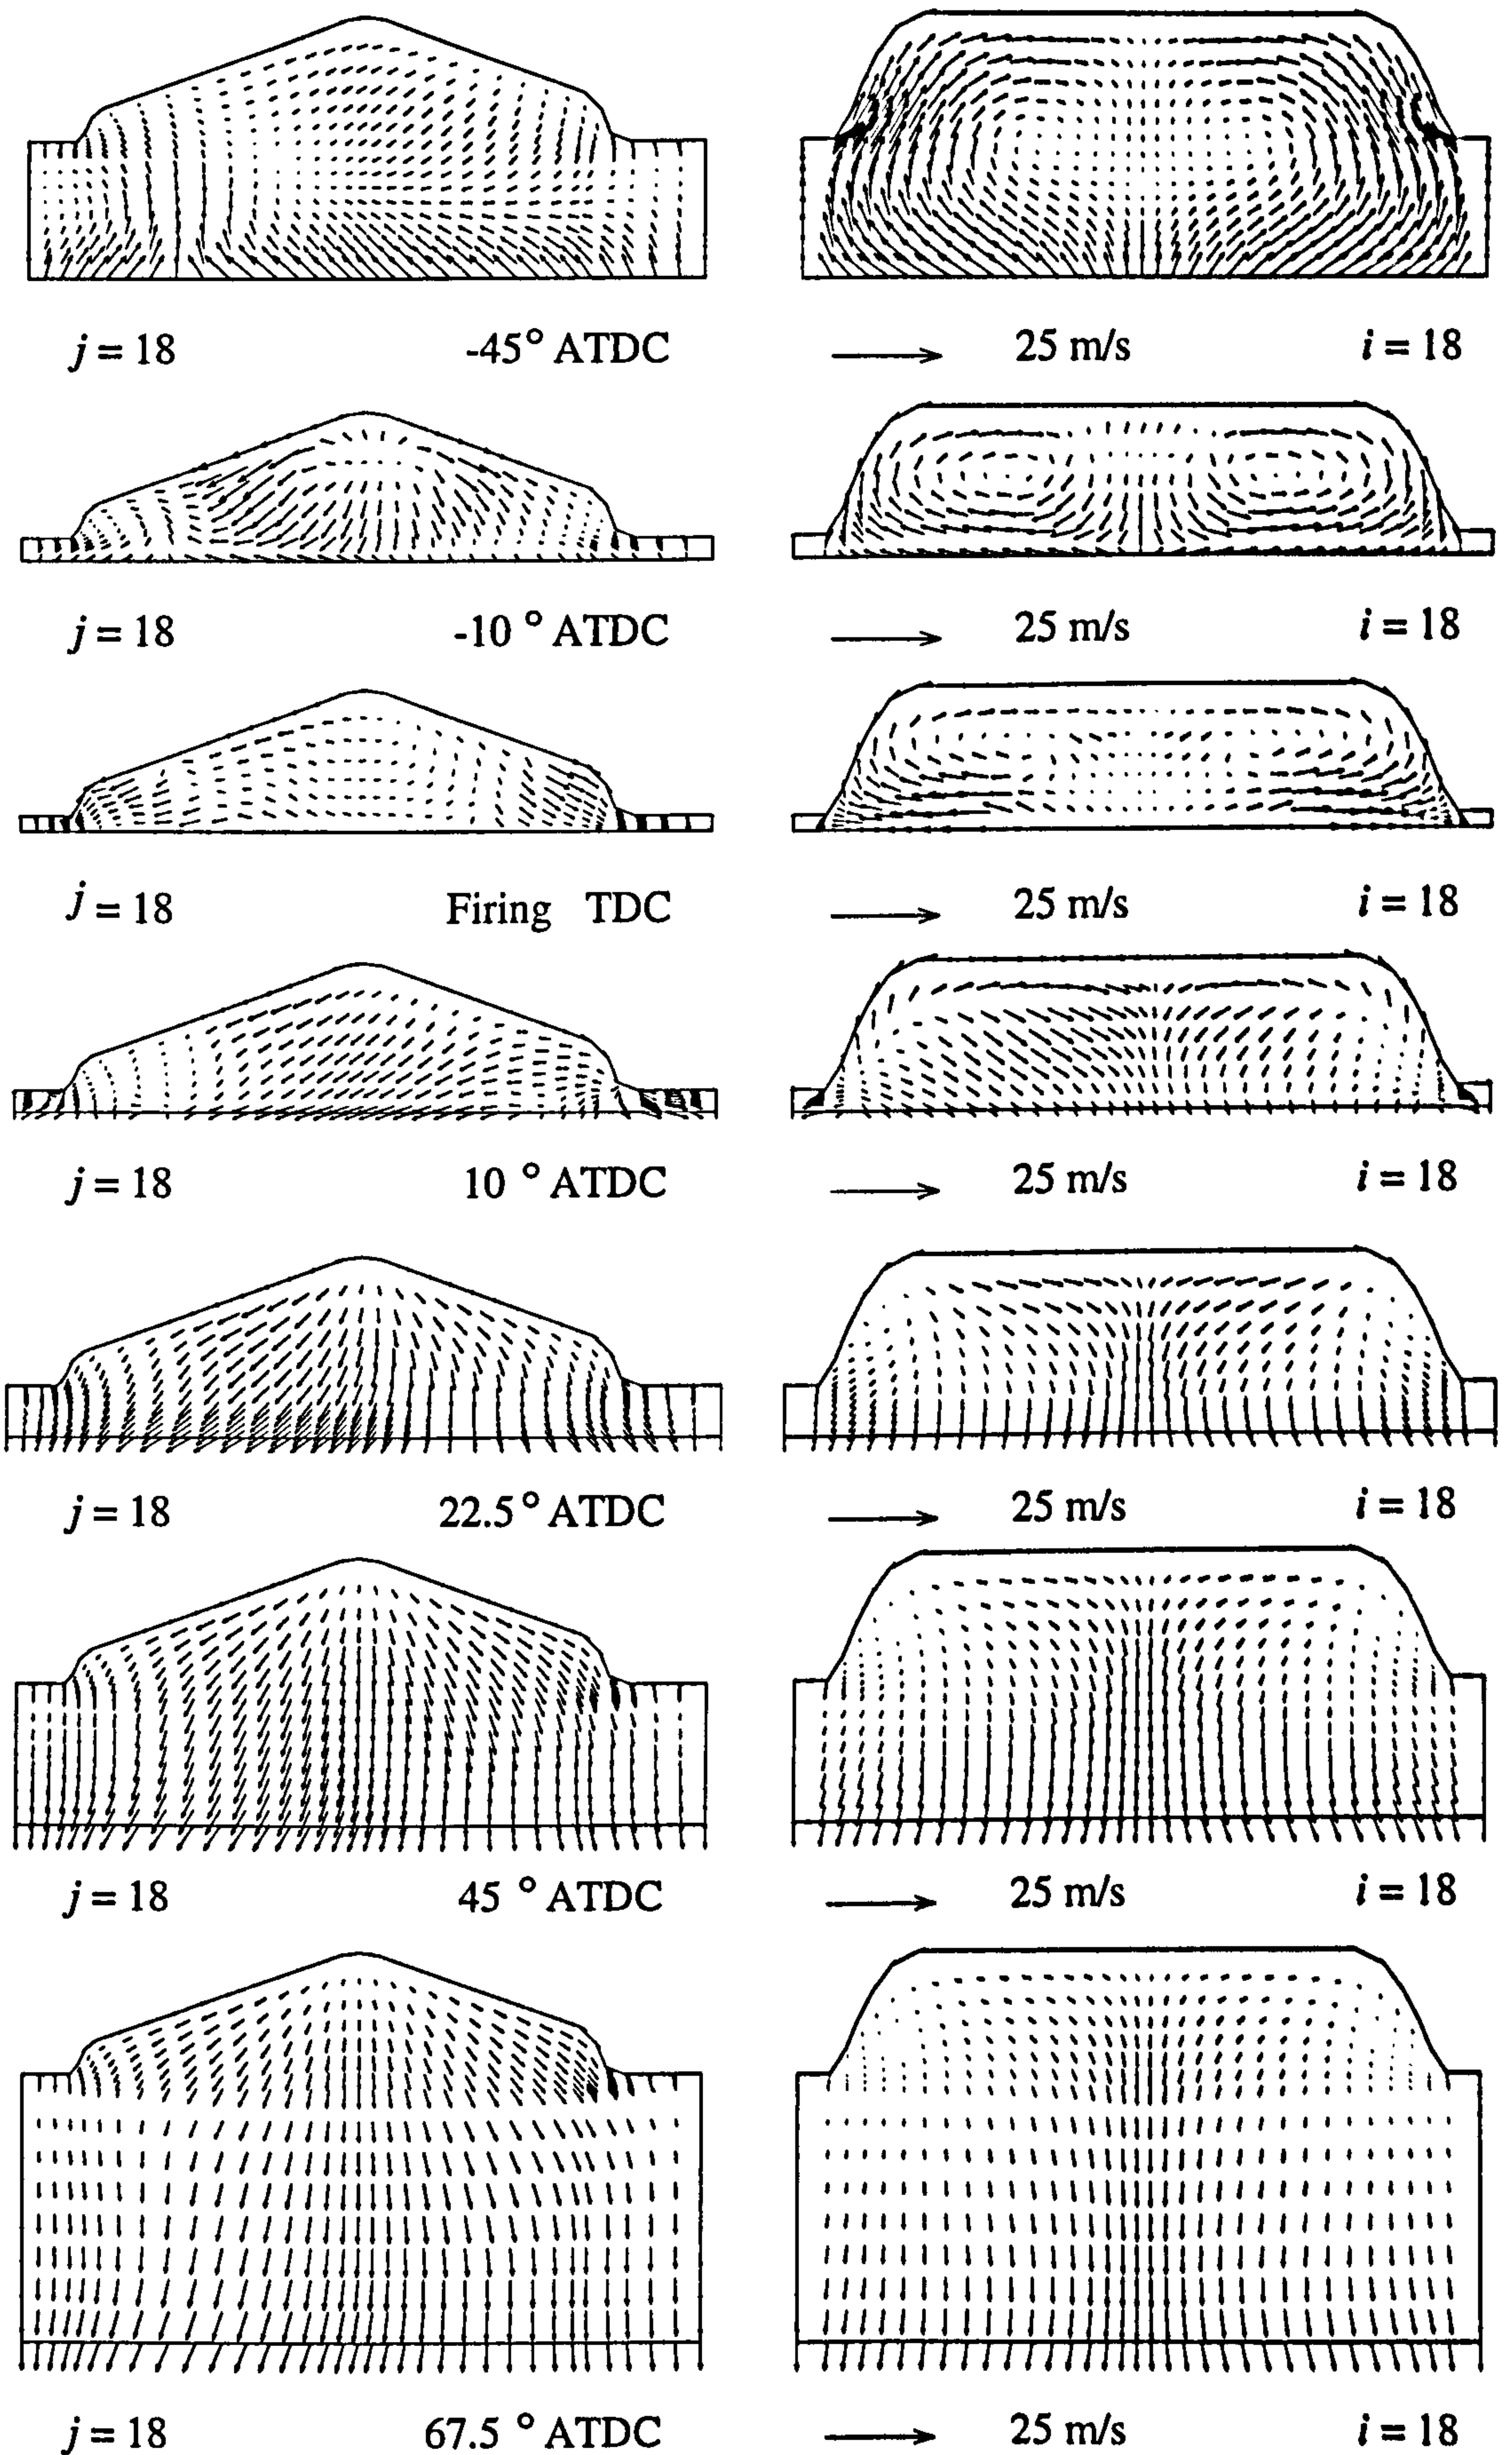 j = 18 -45° ATDC 25 m/s i = 18
j = 18 -10 ° ATDC 25 m/s i = 18
j = 18 Firing TDC 25 m/s i = 18
j = 18 10 ° ATDC 25 m/s i = 18
j = 18 22.5° ATDC 25 m/s i = 18
j = 18 45 ° ATDC 25 m/s i = 18
j = 18 67.5 ° ATDC 25 m/s i = 18